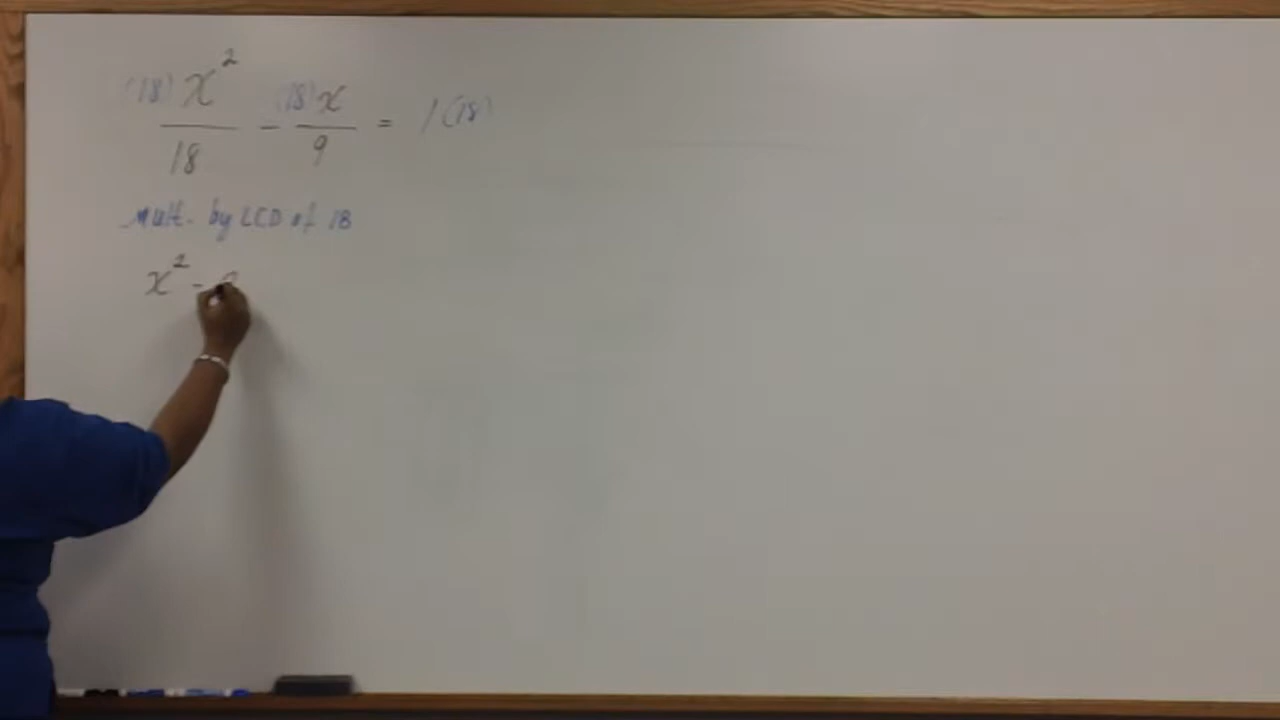 (18) x² / 18 - (18) x / 9 = 1 (18)
Mult. by LCD of 18
x² -